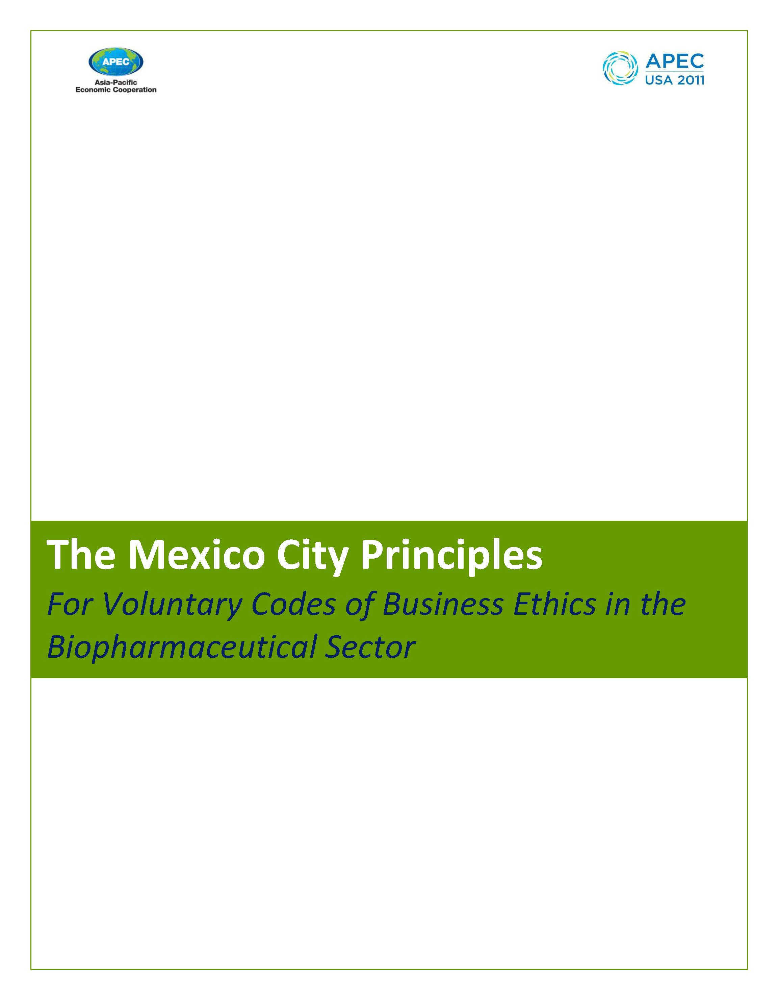 APEC
Asia-Pacific
Economic Cooperation
APEC
USA 2011
The Mexico City Principles
For Voluntary Codes of Business Ethics in the
Biopharmaceutical Sector